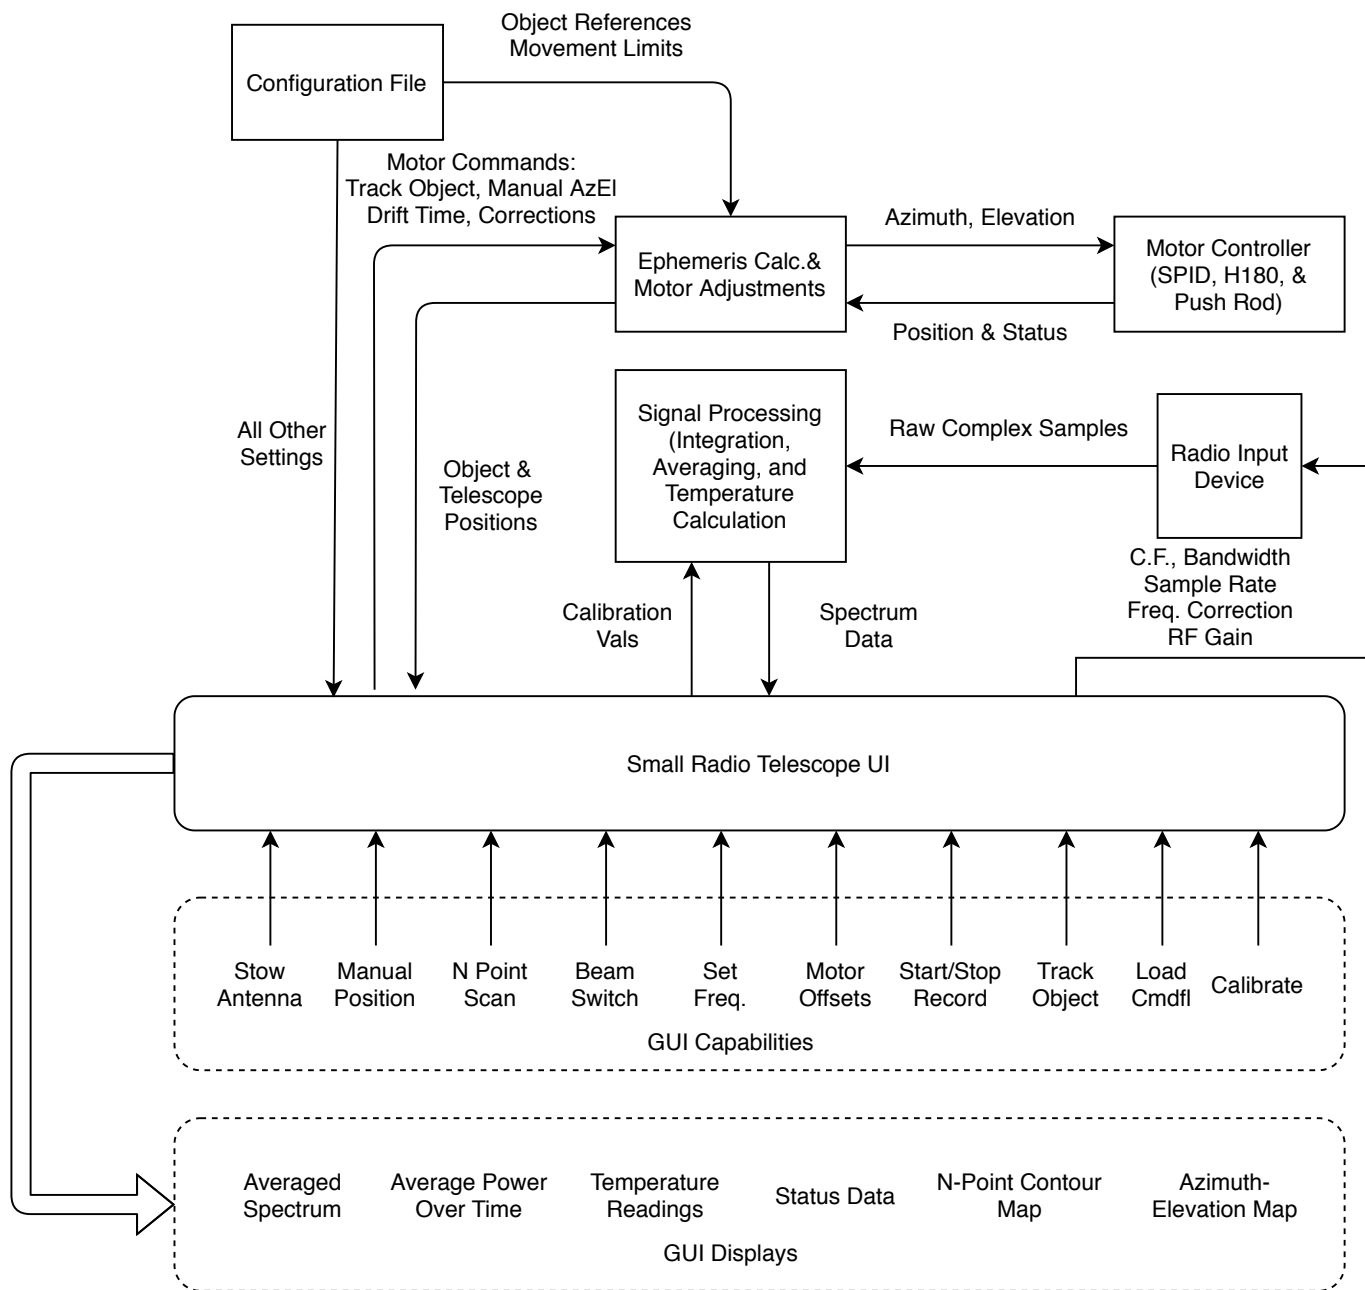 Object References
Movement Limits
Configuration File
Motor Commands:
Track Object, Manual AzEl
Drift Time, Corrections
Azimuth, Elevation
Ephemeris Calc.&
Motor Adjustments
Motor Controller
(SPID, H180, &
Push Rod)
Position & Status
Signal Processing
(Integration,
Averaging, and
Temperature
Calculation
Raw Complex Samples
Radio Input
Device
All Other
Settings
Object &
Telescope
Positions
C.F., Bandwidth
Sample Rate
Freq. Correction
RF Gain
Calibration
Vals
Spectrum
Data
Small Radio Telescope UI
Stow
Antenna
Manual
Position
N Point
Scan
Beam
Switch
Set
Freq.
Motor
Offsets
Start/Stop
Record
Track
Object
Load
Cmdfl
Calibrate
GUI Capabilities
Averaged
Spectrum
Average Power
Over Time
Temperature
Readings
Status Data
N-Point Contour
Map
Azimuth-
Elevation Map
GUI Displays